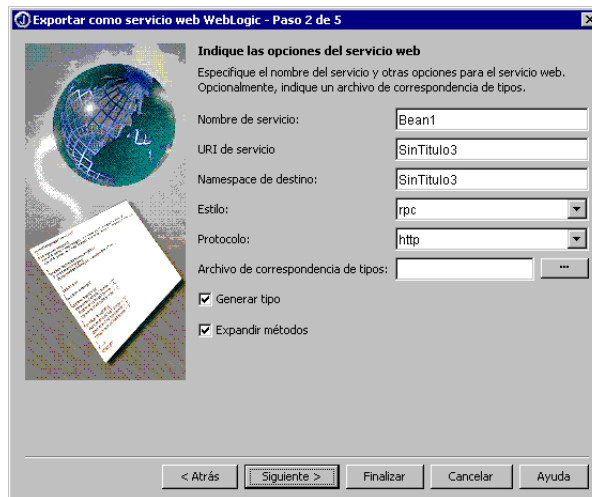 Exportar como servicio web WebLogic - Paso 2 de 5
Indique las opciones del servicio web
Especifique el nombre del servicio y otras opciones para el servicio web.
Opcionalmente, indique un archivo de correspondencia de tipos.
Nombre de servicio: Bean1
URI de servicio SinTitulo3
Namespace de destino: SinTitulo3
Estilo: rpc
Protocolo: http
Archivo de correspondencia de tipos: ...
Generar tipo
Expandir métodos
< Atrás Siguiente > Finalizar Cancelar Ayuda